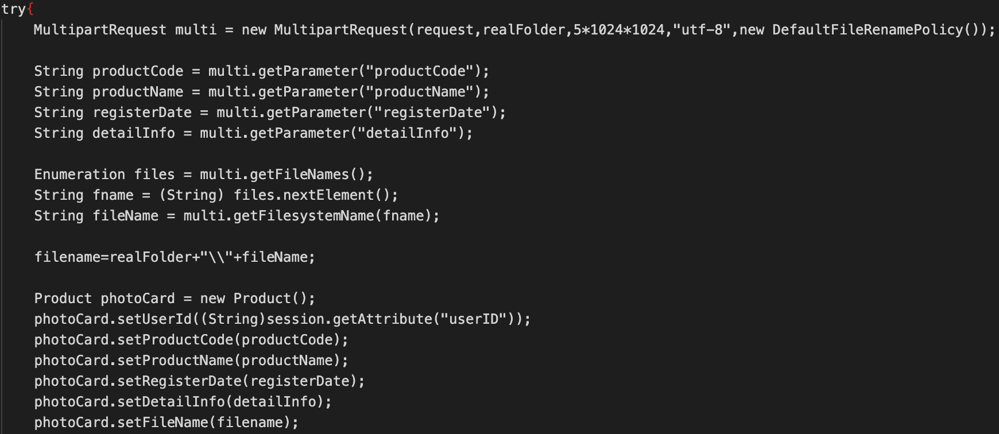 try{
MultipartRequest multi = new MultipartRequest(request,realFolder,5*1024*1024,"utf-8",new DefaultFileRenamePolicy());
String productCode = multi.getParameter("productCode");
String productName = multi.getParameter("productName");
String registerDate = multi.getParameter("registerDate");
String detailInfo = multi.getParameter("detailInfo");
Enumeration files = multi.getFileNames();
String fname = (String) files.nextElement();
String fileName = multi.getFilesystemName(fname);
filename=realFolder+"\\"+fileName;
Product photoCard = new Product();
photoCard.setUserId((String)session.getAttribute("userID"));
photoCard.setProductCode(productCode);
photoCard.setProductName(productName);
photoCard.setRegisterDate(registerDate);
photoCard.setDetailInfo(detailInfo);
photoCard.setFileName(filename);